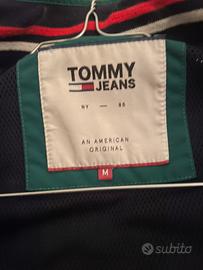 TOMMY
JEANS
NY — 85
AN AMERICAN
ORIGINAL
M
subito